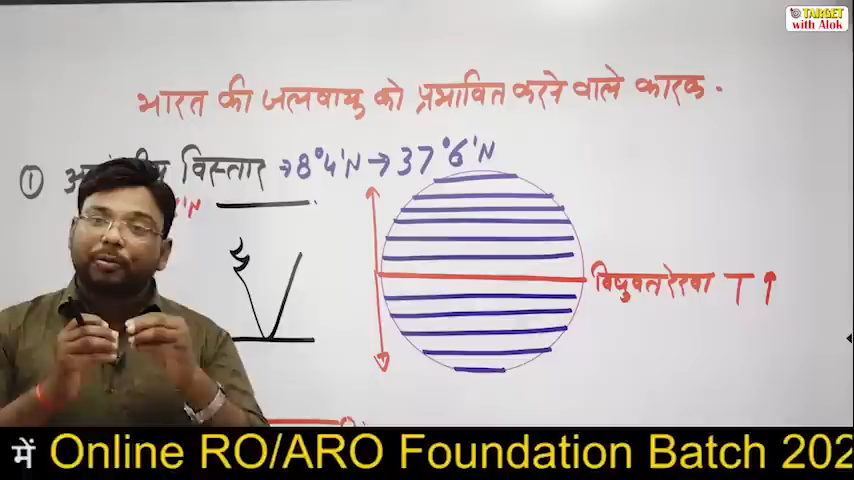 TARGET
with Alok
भारत की जलवायु को प्रभावित करने वाले कारक .
① विस्तार → 8°4'N → 37°6'N
विषुवत रेखा T ↑
में Online RO/ARO Foundation Batch 202